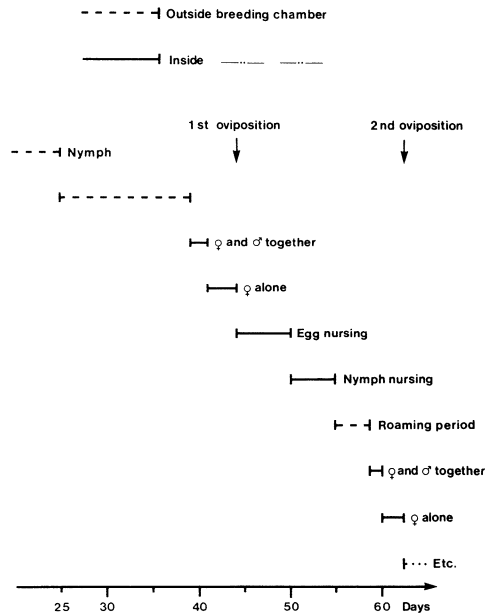 Outside breeding chamber
Inside
1st oviposition 2nd oviposition
Nymph
♀ and ♂ together
♀ alone
Egg nursing
Nymph nursing
Roaming period
♀ and ♂ together
♀ alone
Etc.
25 30 40 50 60 Days